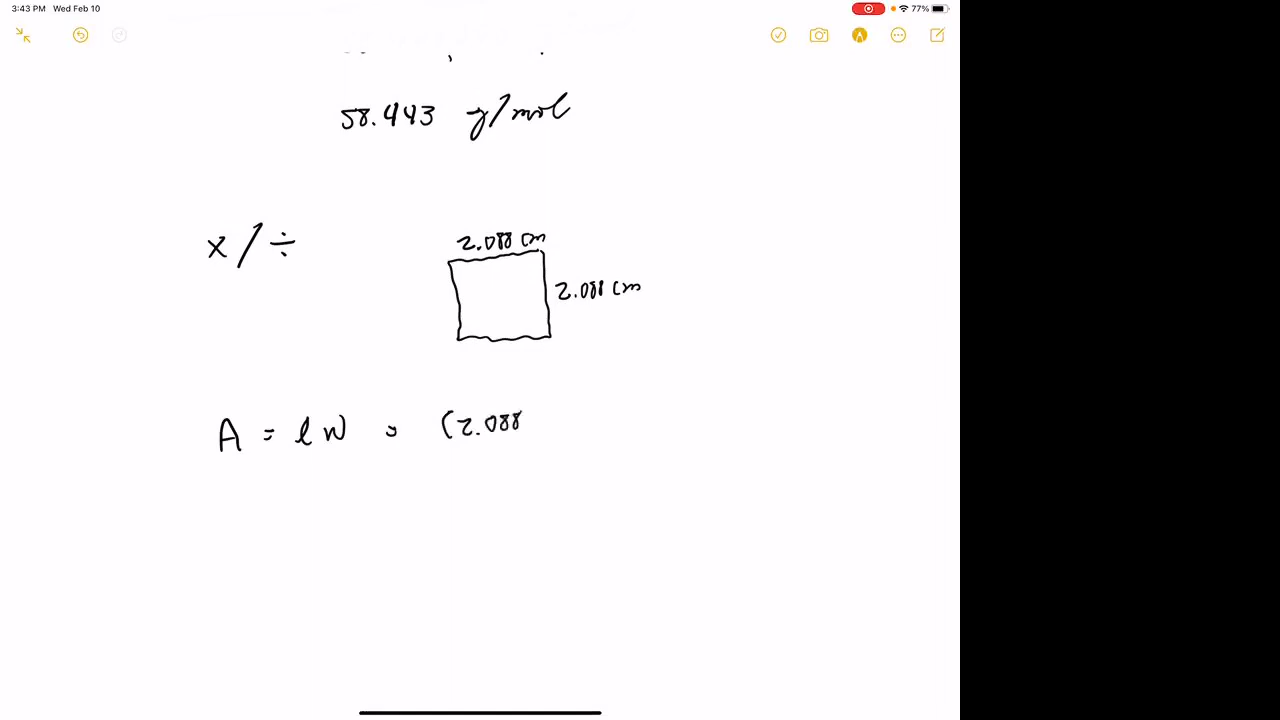 3:43 PM Wed Feb 10
77%
58.443 g/mol
x / ÷
2.088 cm
2.088 cm
A = l w = (2.088